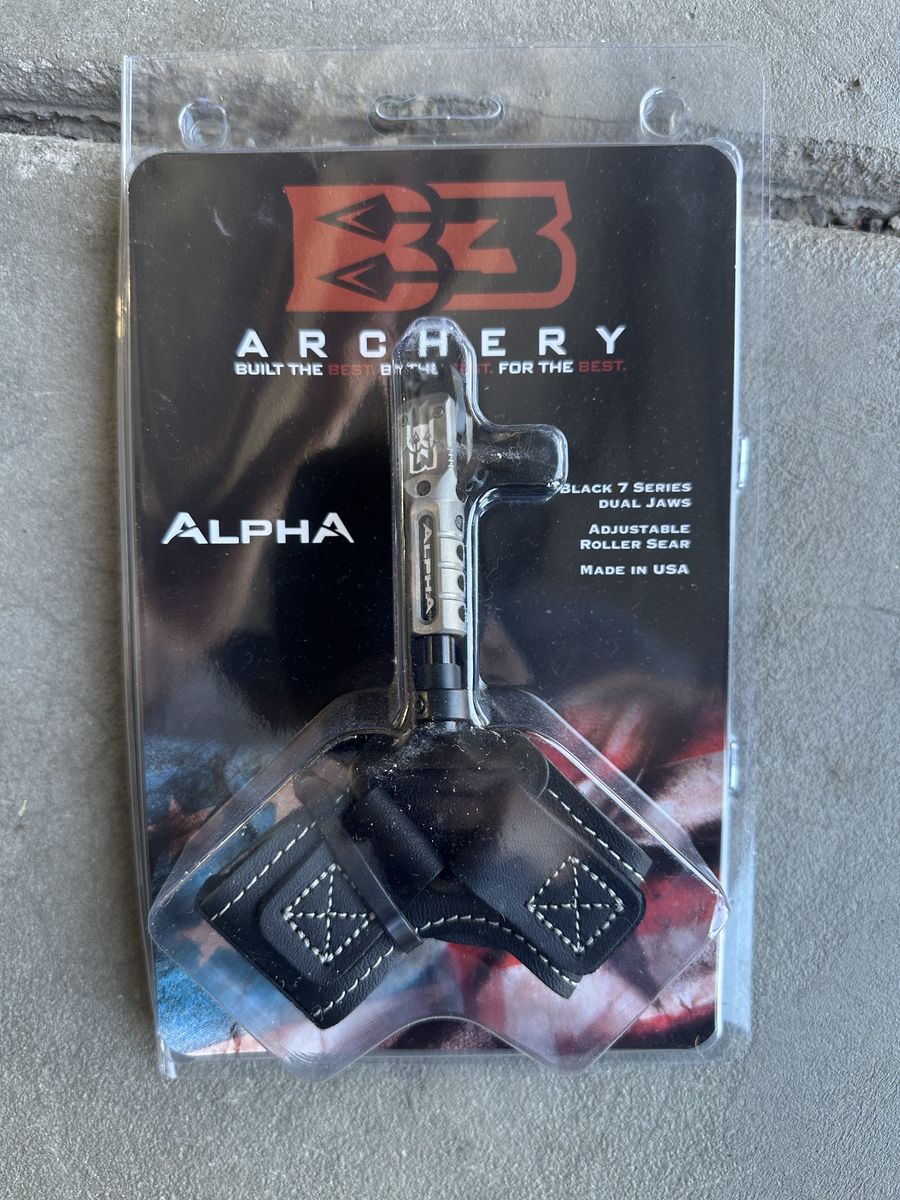 B3
ARCHERY
BUILT THE BEST. BY THE BEST. FOR THE BEST.
B3
ALPHA
BLACK 7 SERIES
DUAL JAWS
ADJUSTABLE
ROLLER SEAR
MADE IN USA
ALPHA